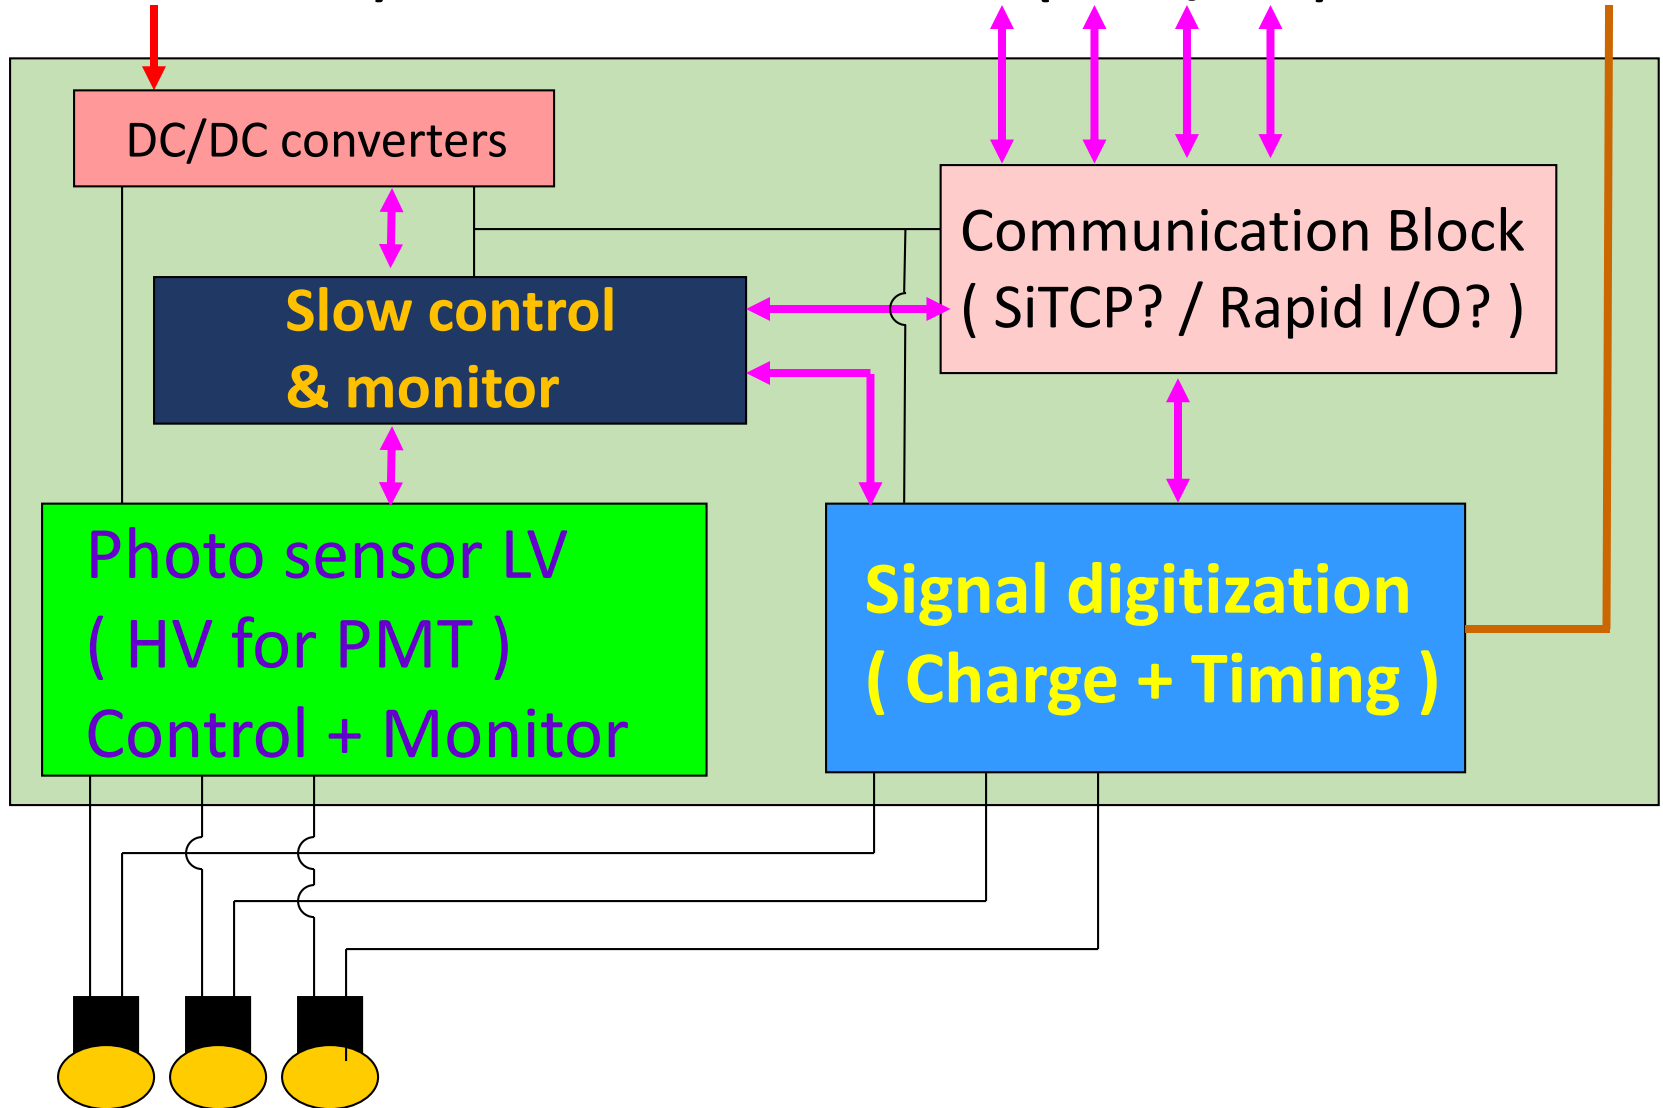 DC/DC converters
Communication Block
( SiTCP? / Rapid I/O? )
Slow control
& monitor
Photo sensor LV
( HV for PMT )
Control + Monitor
Signal digitization
( Charge + Timing )